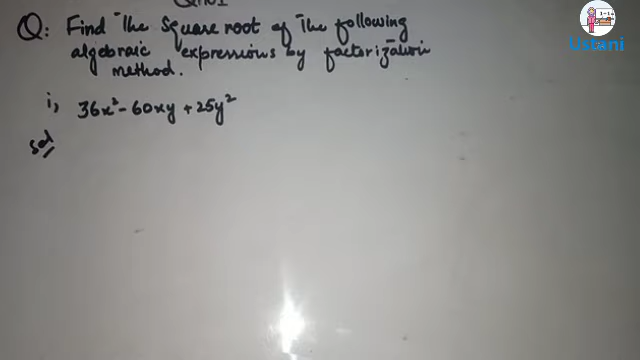 Q: Find The Square root of The following
algebraic expressions by factorization
method.
i, 36x² - 60xy + 25y²
Sol
Ustani